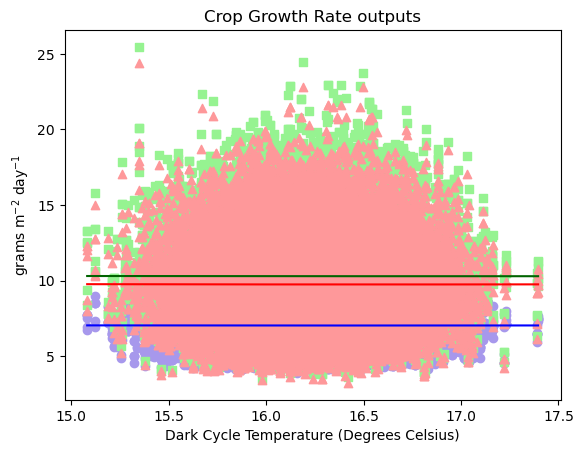 Crop Growth Rate outputs
25
20
15
10
5
grams m⁻² day⁻¹
15.0 15.5 16.0 16.5 17.0 17.5
Dark Cycle Temperature (Degrees Celsius)